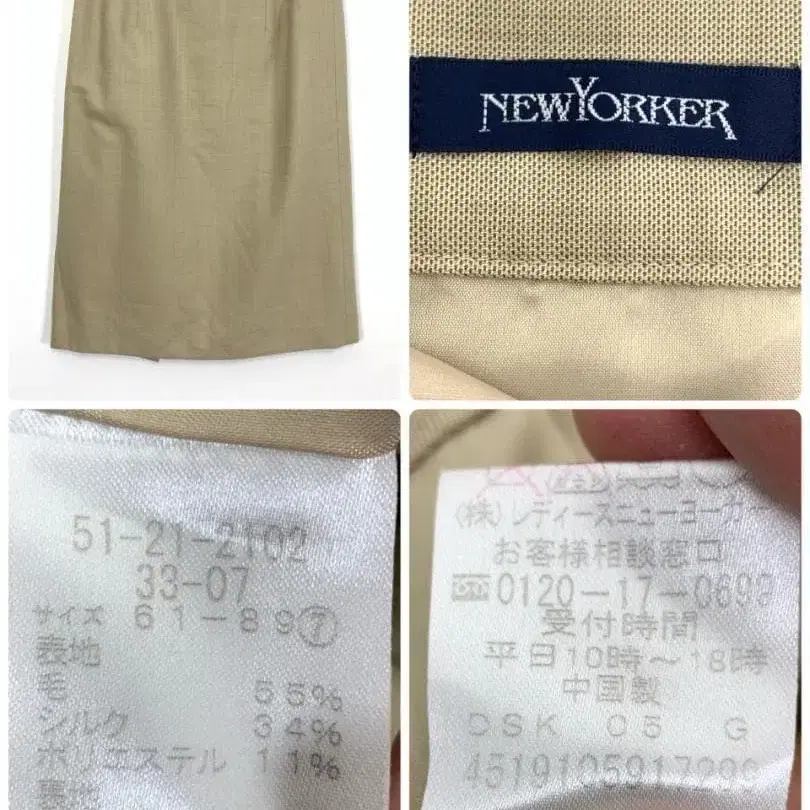 NEWYORKER
51-21-2102
33-07
サイズ 61-89⑦
表地
毛 55%
シルク 34%
ポリエステル 11%
(株)レディースニューヨーカー
お客様相談窓口
0120-17-0699
受付時間
平日10時~18時
中国製
DSK 05 G